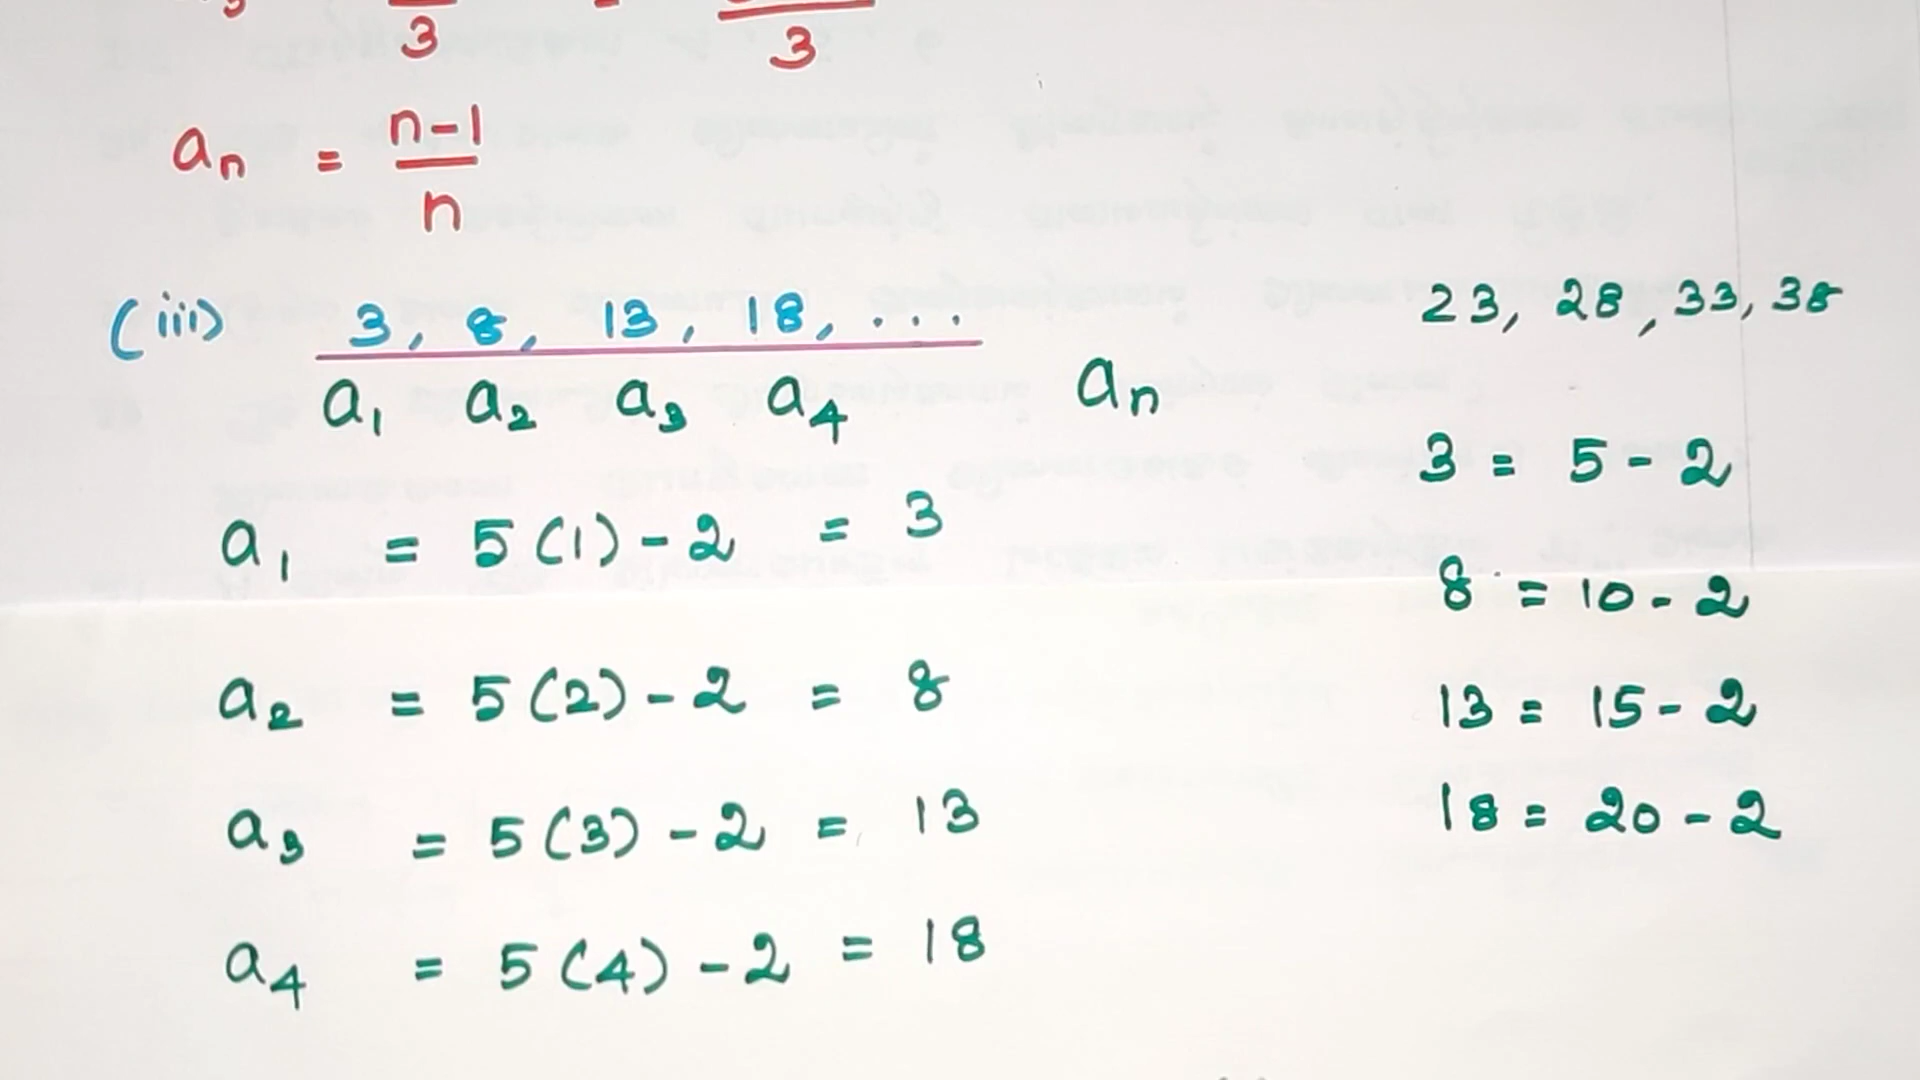 3 = 3
aₙ = n-1/n
(iii) 3, 8, 13, 18, ...
23, 28, 33, 38
a₁ a₂ a₃ a₄ aₙ
3 = 5 - 2
a₁ = 5(1) - 2 = 3
8 = 10 - 2
a₂ = 5(2) - 2 = 8
13 = 15 - 2
a₃ = 5(3) - 2 = 13
18 = 20 - 2
a₄ = 5(4) - 2 = 18